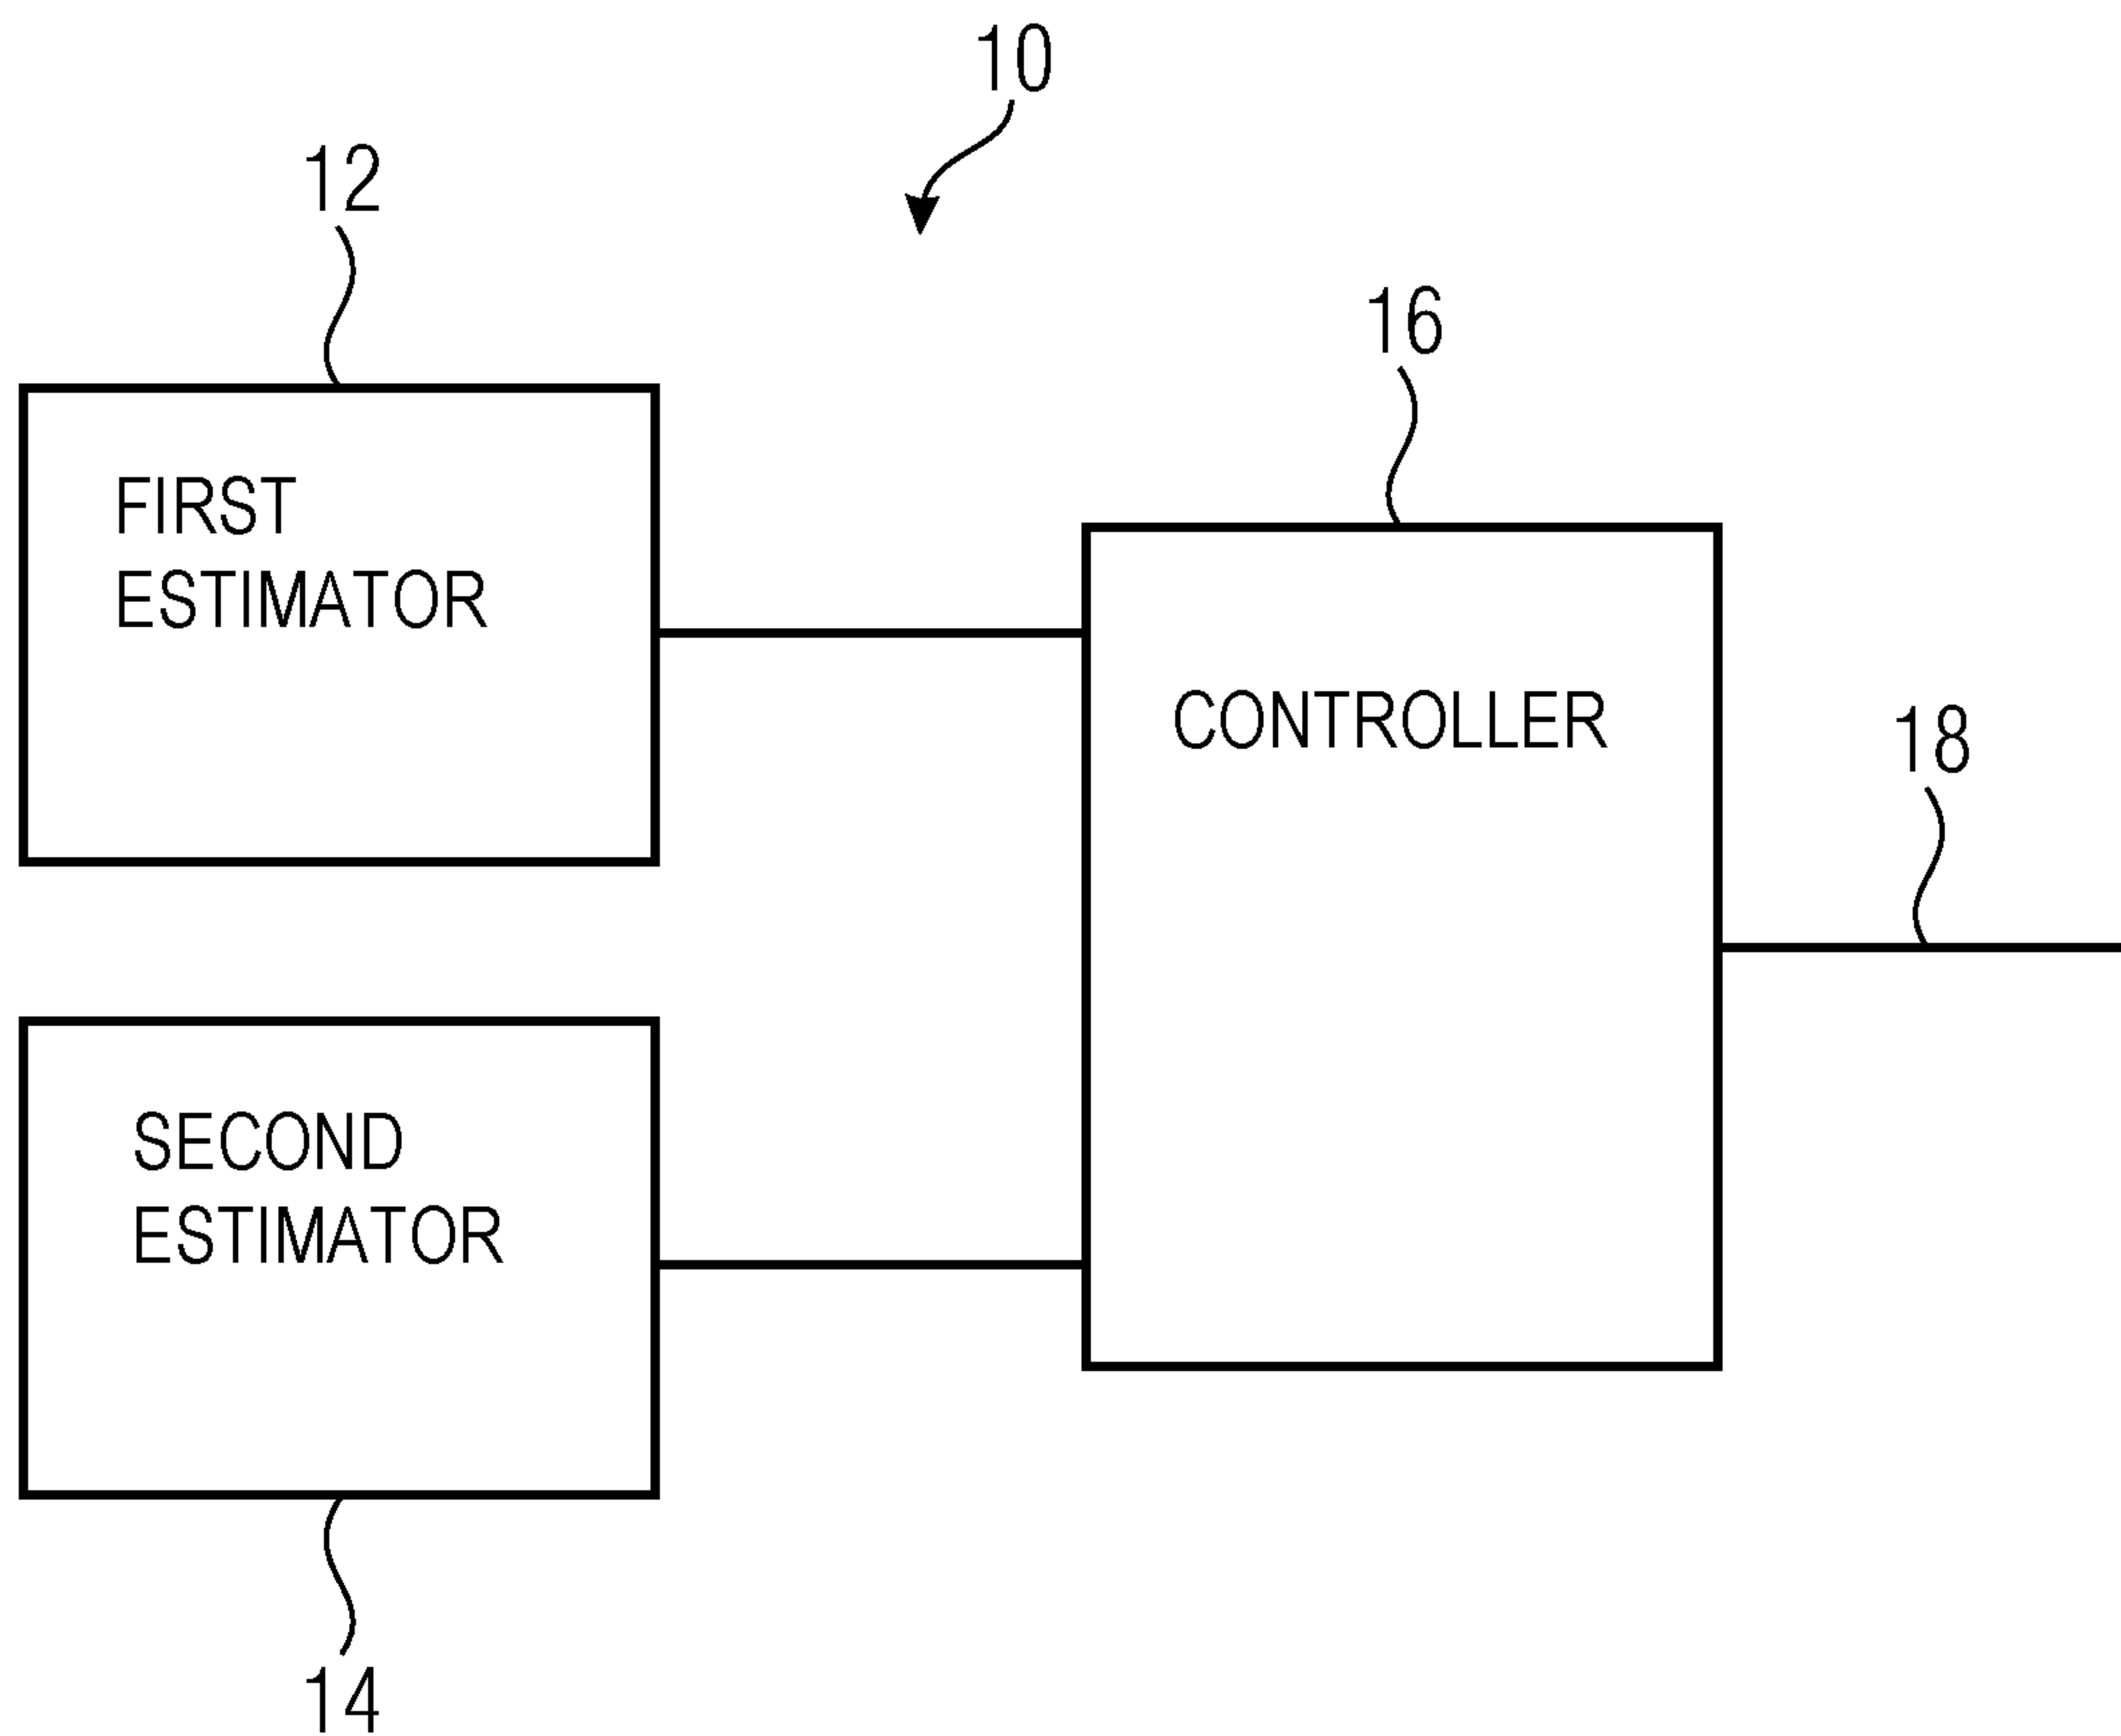 10
12
16
FIRST
ESTIMATOR
CONTROLLER
18
SECOND
ESTIMATOR
14